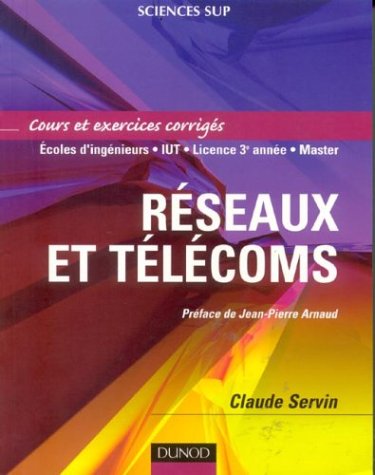 SCIENCES SUP
Cours et exercices corrigés
Écoles d'ingénieurs • IUT • Licence 3e année • Master
RÉSEAUX
ET TÉLÉCOMS
Préface de Jean-Pierre Arnaud
Claude Servin
DUNOD